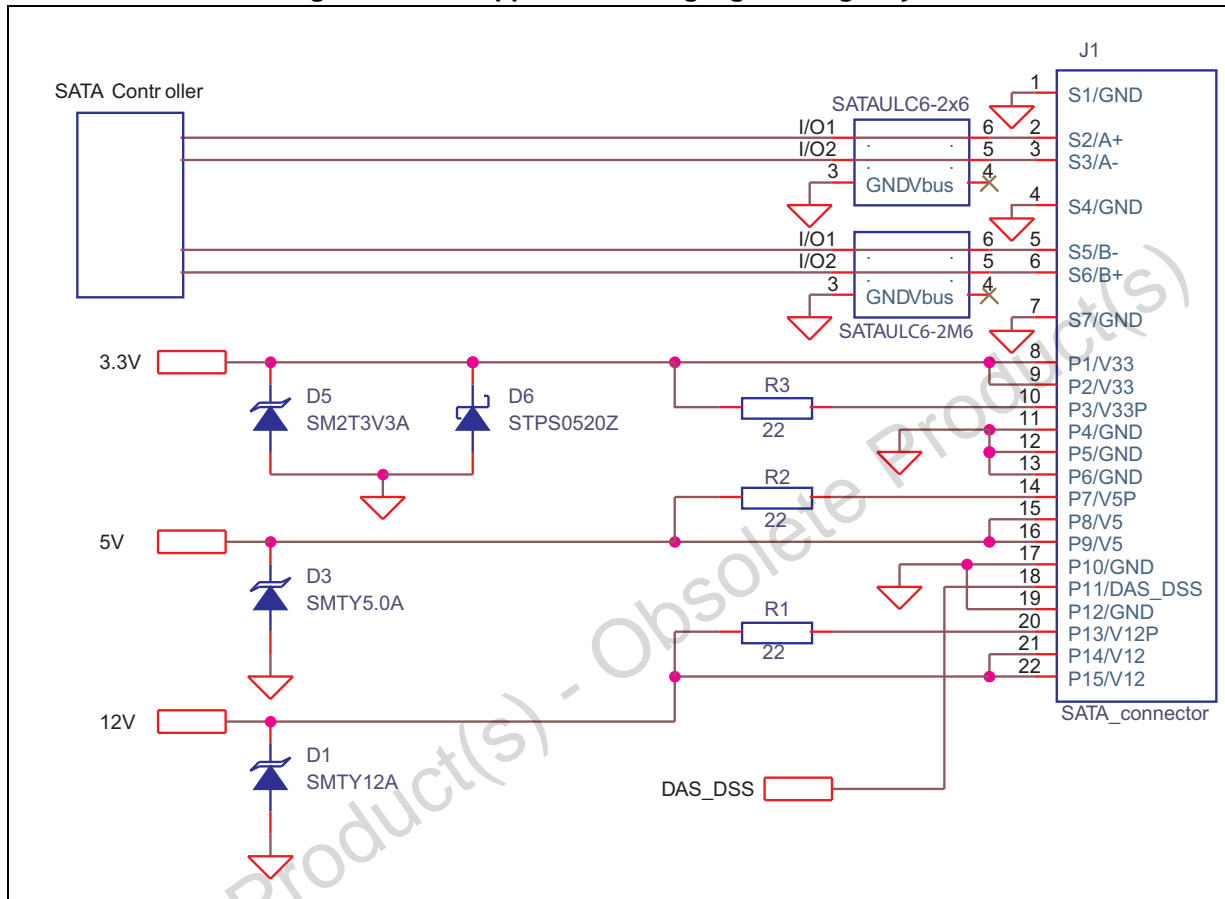 J1
SATA Contr oller
SATAULC6-2x6
I/O1
I/O2
3
GNDVbus
6
5
4
I/O1
I/O2
3
GNDVbus
6
5
4
SATAULC6-2M6
1 S1/GND
2 S2/A+
3 S3/A-
4 S4/GND
5 S5/B-
6 S6/B+
7 S7/GND
8 P1/V33
9 P2/V33
10 P3/V33P
11 P4/GND
12 P5/GND
13 P6/GND
14 P7/V5P
15 P8/V5
16 P9/V5
17 P10/GND
18 P11/DAS_DSS
19 P12/GND
20 P13/V12P
21 P14/V12
22 P15/V12
SATA_connector
3.3V
D5
SM2T3V3A
D6
STPS0520Z
R3
22
R2
22
5V
D3
SMTY5.0A
R1
22
12V
D1
SMTY12A
DAS_DSS
Product(s) - Obsolete Product(s)